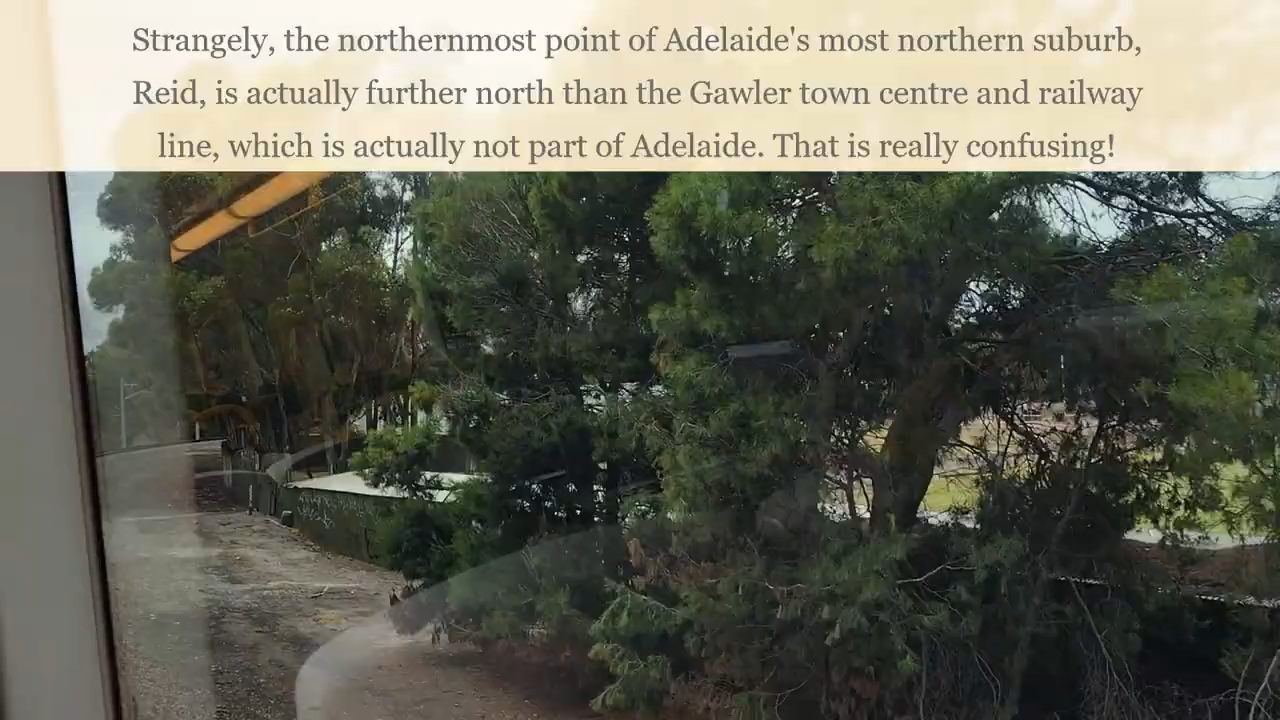 Strangely, the northernmost point of Adelaide's most northern suburb,
Reid, is actually further north than the Gawler town centre and railway
line, which is actually not part of Adelaide. That is really confusing!